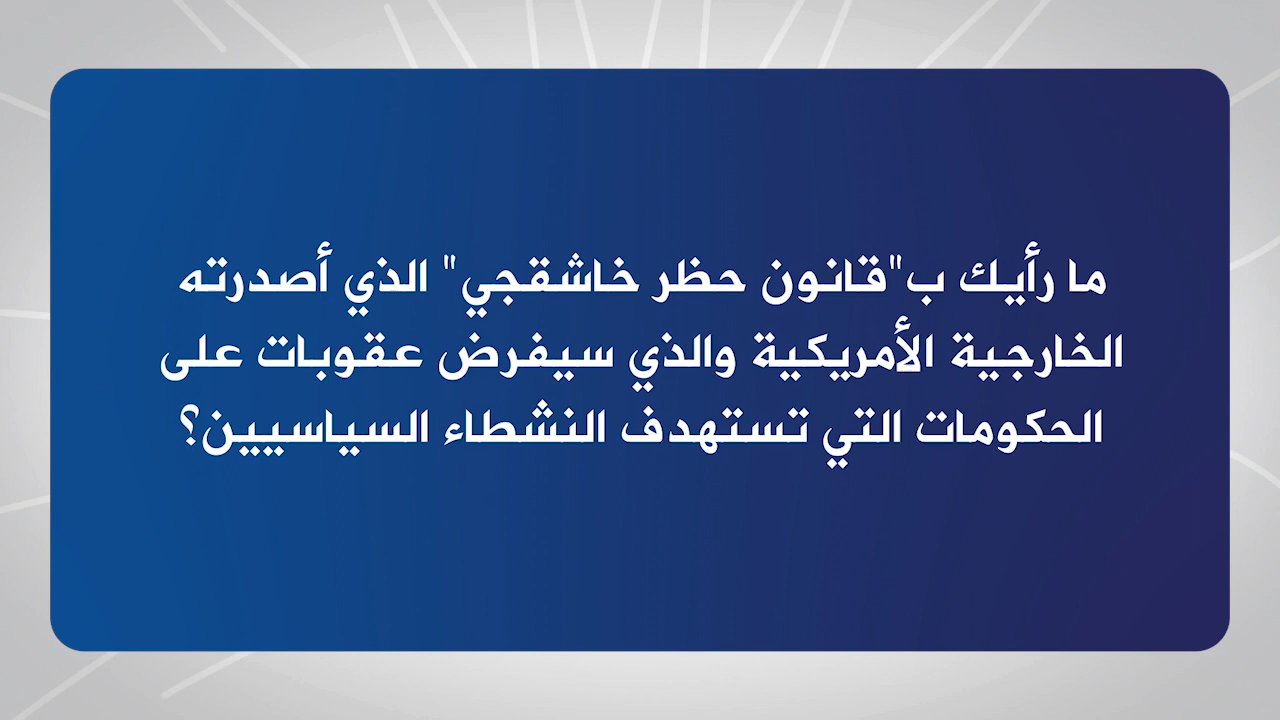 ما رأيك ب"قانون حظر خاشقجي" الذي أصدرته
الخارجية الأمريكية والذي سيفرض عقوبات على
الحكومات التي تستهدف النشطاء السياسيين؟